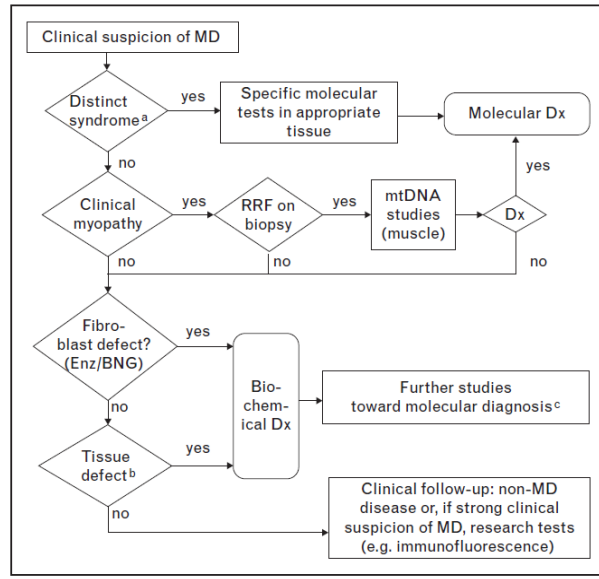 Clinical suspicion of MD
Distinct
syndromeᵃ
yes
Specific molecular
tests in appropriate
tissue
Molecular Dx
no
yes
Clinical
myopathy
yes
RRF on
biopsy
yes
mtDNA
studies
(muscle)
Dx
no
no
no
Fibro-
blast defect?
(Enz/BNG)
yes
Bio-
chem-
ical Dx
Further studies
toward molecular diagnosisᶜ
no
Tissue
defectᵇ
yes
no
Clinical follow-up: non-MD
disease or, if strong clinical
suspicion of MD, research tests
(e.g. immunofluorescence)